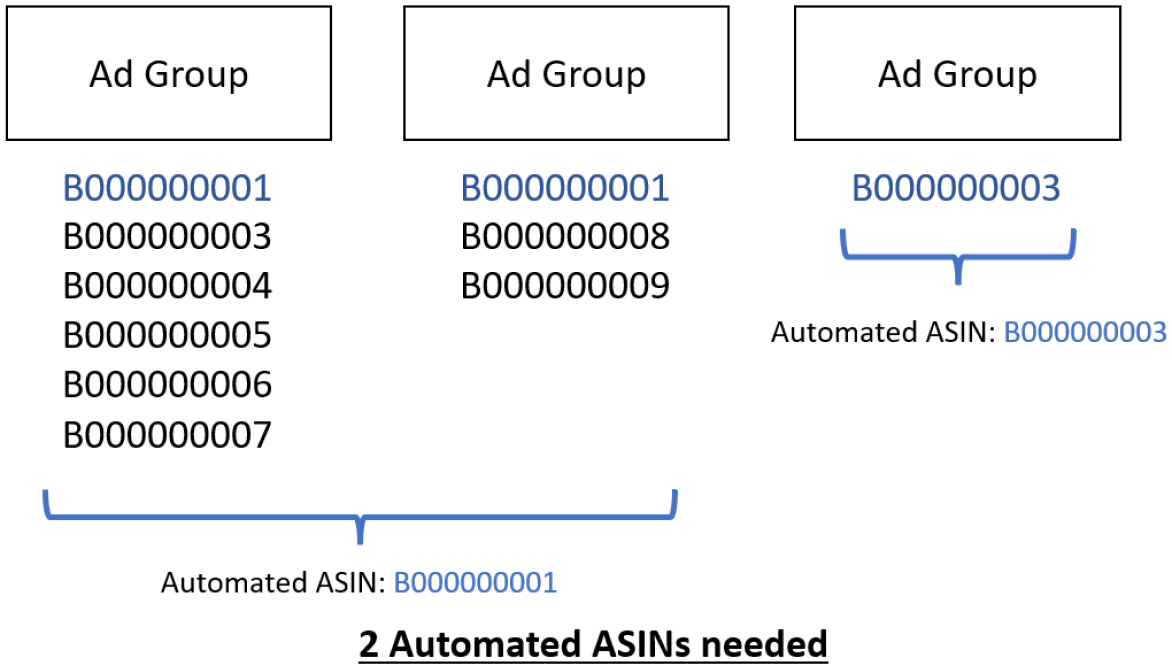 Ad Group
B000000001
B000000003
B000000004
B000000005
B000000006
B000000007
Ad Group
B000000001
B000000008
B000000009
Automated ASIN: B000000001
Ad Group
B000000003
Automated ASIN: B000000003
2 Automated ASINs needed